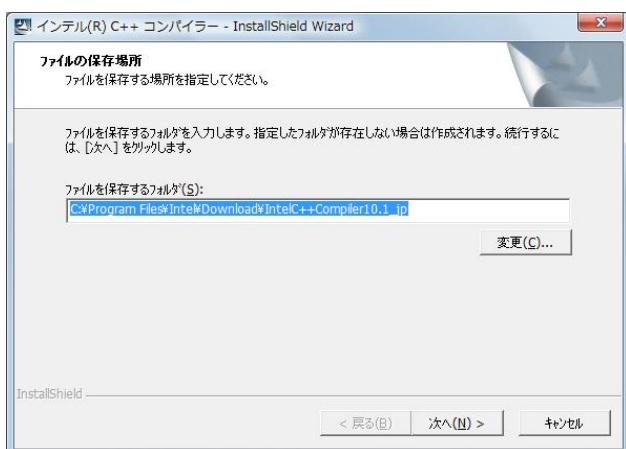 インテル(R) C++ コンパイラー - InstallShield Wizard
ファイルの保存場所
ファイルを保存する場所を指定してください。
ファイルを保存するフォルダを入力します。指定したフォルダが存在しない場合は作成されます。続行するに
は、[次へ] をクリックします。
ファイルを保存するフォルダ(S):
C:¥Program Files¥Intel¥Download¥IntelC++Compiler10.1_jp
変更(C)...
InstallShield
< 戻る(B)
次へ(N) >
キャンセル